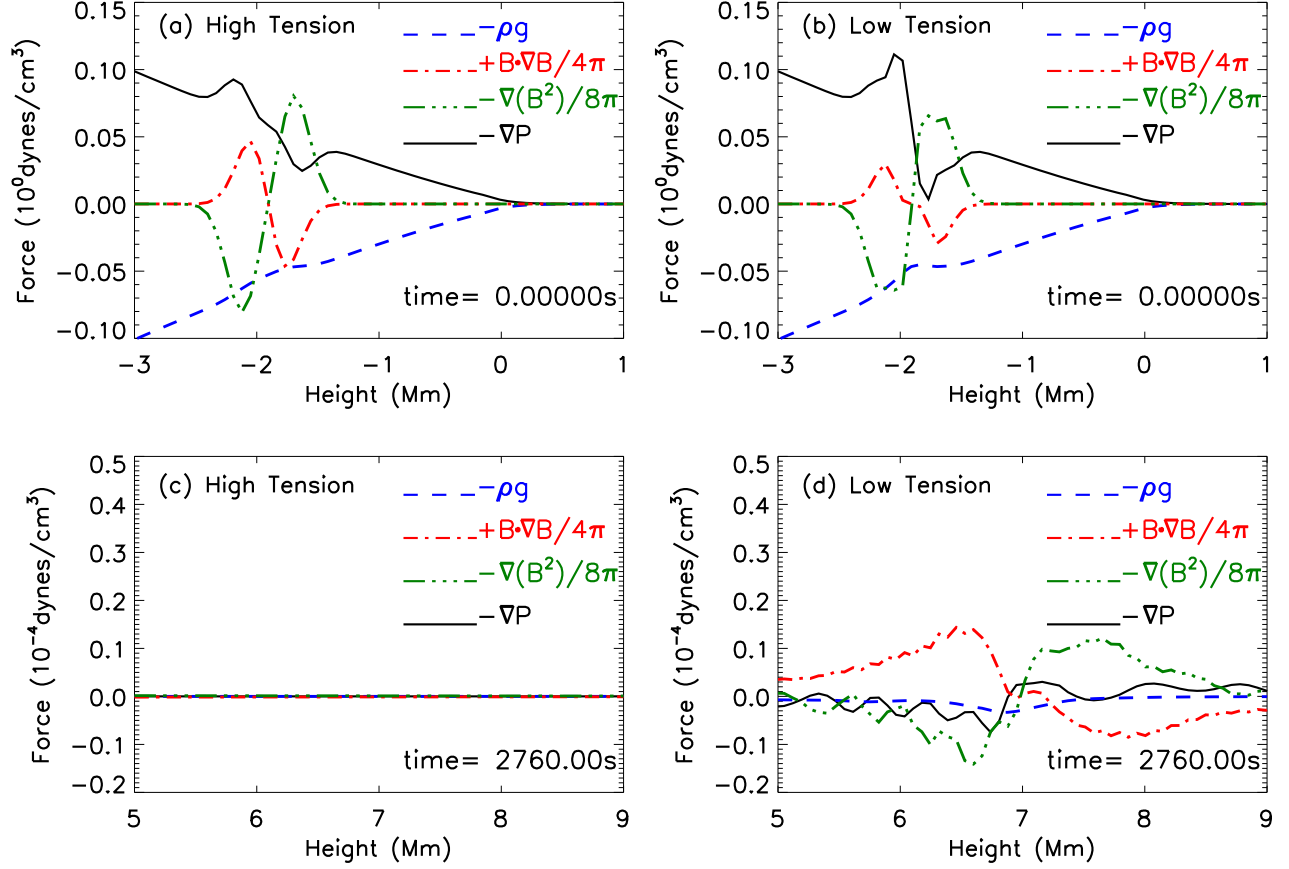 (a) High Tension
−ρg
+B•∇B/4π
−∇(B²)/8π
−∇P
time= 0.00000s
0.15
0.10
0.05
0.00
−0.05
−0.10
Force (10⁰dynes/cm³)
−3 −2 −1 0 1
Height (Mm)
(b) Low Tension
−ρg
+B•∇B/4π
−∇(B²)/8π
−∇P
time= 0.00000s
0.15
0.10
0.05
0.00
−0.05
−0.10
Force (10⁰dynes/cm³)
−3 −2 −1 0 1
Height (Mm)
(c) High Tension
−ρg
+B•∇B/4π
−∇(B²)/8π
−∇P
time= 2760.00s
0.5
0.4
0.3
0.2
0.1
0.0
−0.1
−0.2
Force (10⁻⁴dynes/cm³)
5 6 7 8 9
Height (Mm)
(d) Low Tension
−ρg
+B•∇B/4π
−∇(B²)/8π
−∇P
time= 2760.00s
0.5
0.4
0.3
0.2
0.1
0.0
−0.1
−0.2
Force (10⁻⁴dynes/cm³)
5 6 7 8 9
Height (Mm)